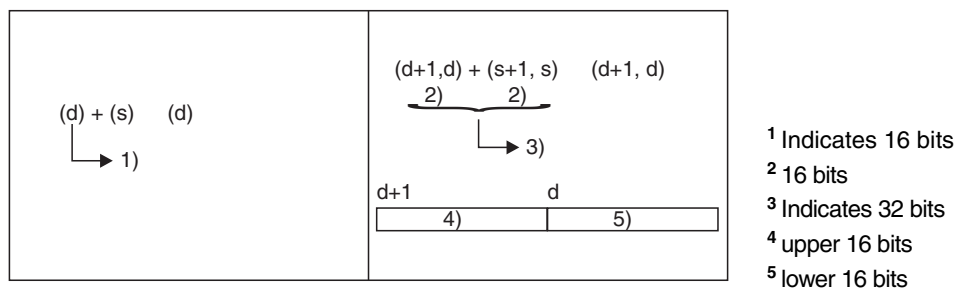 (d) + (s) (d)
1)
(d+1,d) + (s+1, s) (d+1, d)
2) 2)
3)
d+1 d
4) 5)
1 Indicates 16 bits
2 16 bits
3 Indicates 32 bits
4 upper 16 bits
5 lower 16 bits